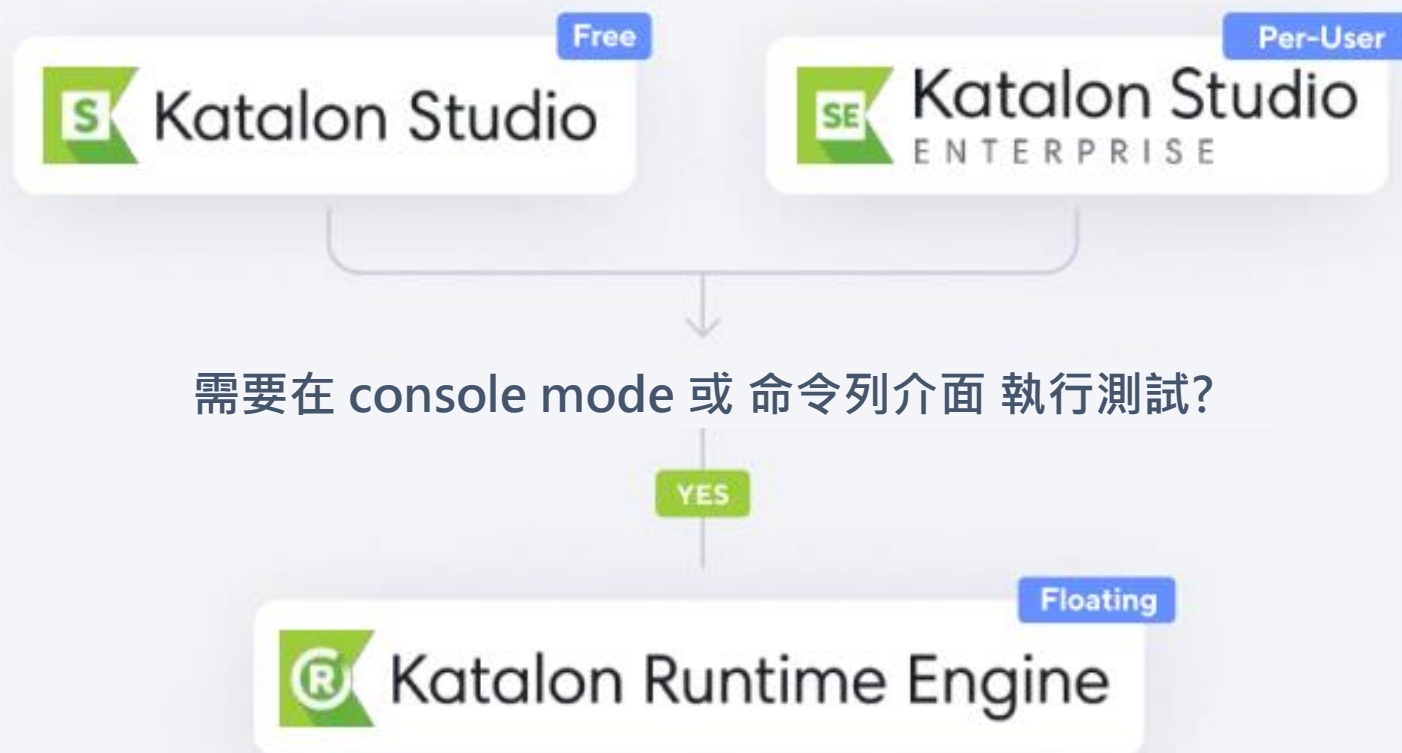 Free
S Katalon Studio
Per-User
SE Katalon Studio
ENTERPRISE
需要在 console mode 或 命令列介面 執行測試?
YES
Floating
R Katalon Runtime Engine